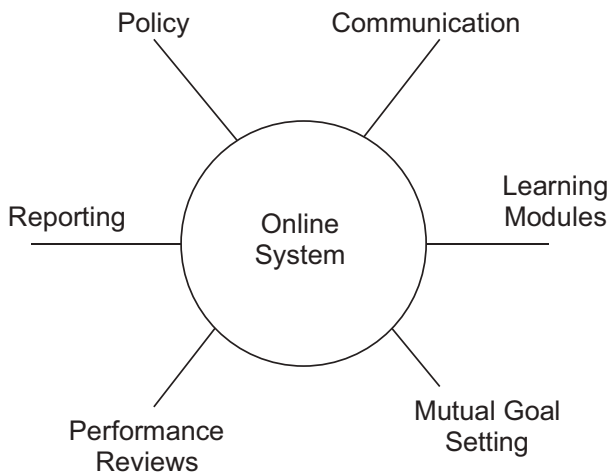 Policy
Communication
Learning
Modules
Reporting
Online
System
Mutual Goal
Setting
Performance
Reviews